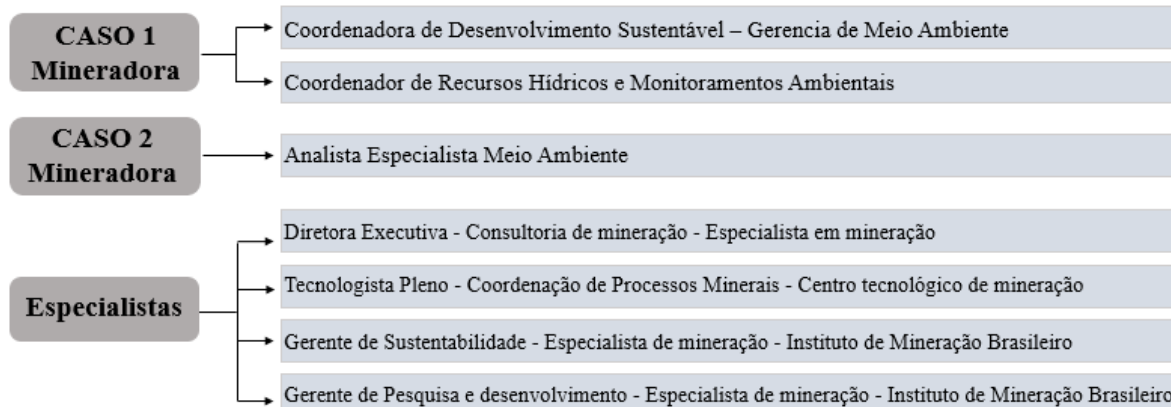 CASO 1
Mineradora
Coordenadora de Desenvolvimento Sustentável – Gerencia de Meio Ambiente
Coordenador de Recursos Hídricos e Monitoramentos Ambientais
CASO 2
Mineradora
Analista Especialista Meio Ambiente
Especialistas
Diretora Executiva - Consultoria de mineração - Especialista em mineração
Tecnologista Pleno - Coordenação de Processos Minerais - Centro tecnológico de mineração
Gerente de Sustentabilidade - Especialista de mineração - Instituto de Mineração Brasileiro
Gerente de Pesquisa e desenvolvimento - Especialista de mineração - Instituto de Mineração Brasileiro